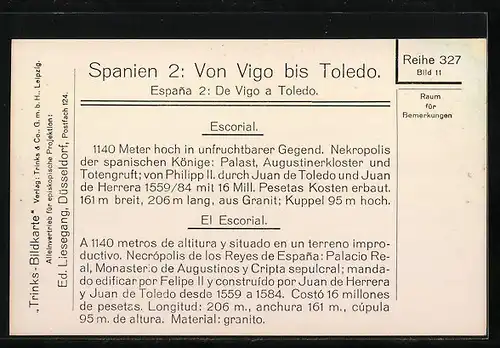 „Trinks-Bildkarte“ Verlag: Trinks & Co., G.m.b.H., Leipzig.
Alleinvertrieb für episkopische Projektion:
Ed. Liesegang, Düsseldorf, Postfach 124.
Spanien 2: Von Vigo bis Toledo.
España 2: De Vigo a Toledo.
Reihe 327
Bild 11
Raum
für
Bemerkungen
Escorial.
1140 Meter hoch in unfruchtbarer Gegend. Nekropolis
der spanischen Könige: Palast, Augustinerkloster und
Totengruft; von Philipp II. durch Juan de Toledo und Juan
de Herrera 1559/84 mit 16 Mill. Pesetas Kosten erbaut.
161 m breit, 206 m lang, aus Granit; Kuppel 95 m hoch.
El Escorial.
A 1140 metros de altitura y situado en un terreno impro-
ductivo. Necrópolis de los Reyes de España: Palacio Re-
al, Monasterio de Augustinos y Cripta sepulcral; manda-
do edificar por Felipe II y construído por Juan de Herrera
y Juan de Toledo desde 1559 a 1584. Costó 16 millones
de pesetas. Longitud: 206 m., anchura 161 m., cúpula
95 m. de altura. Material: granito.